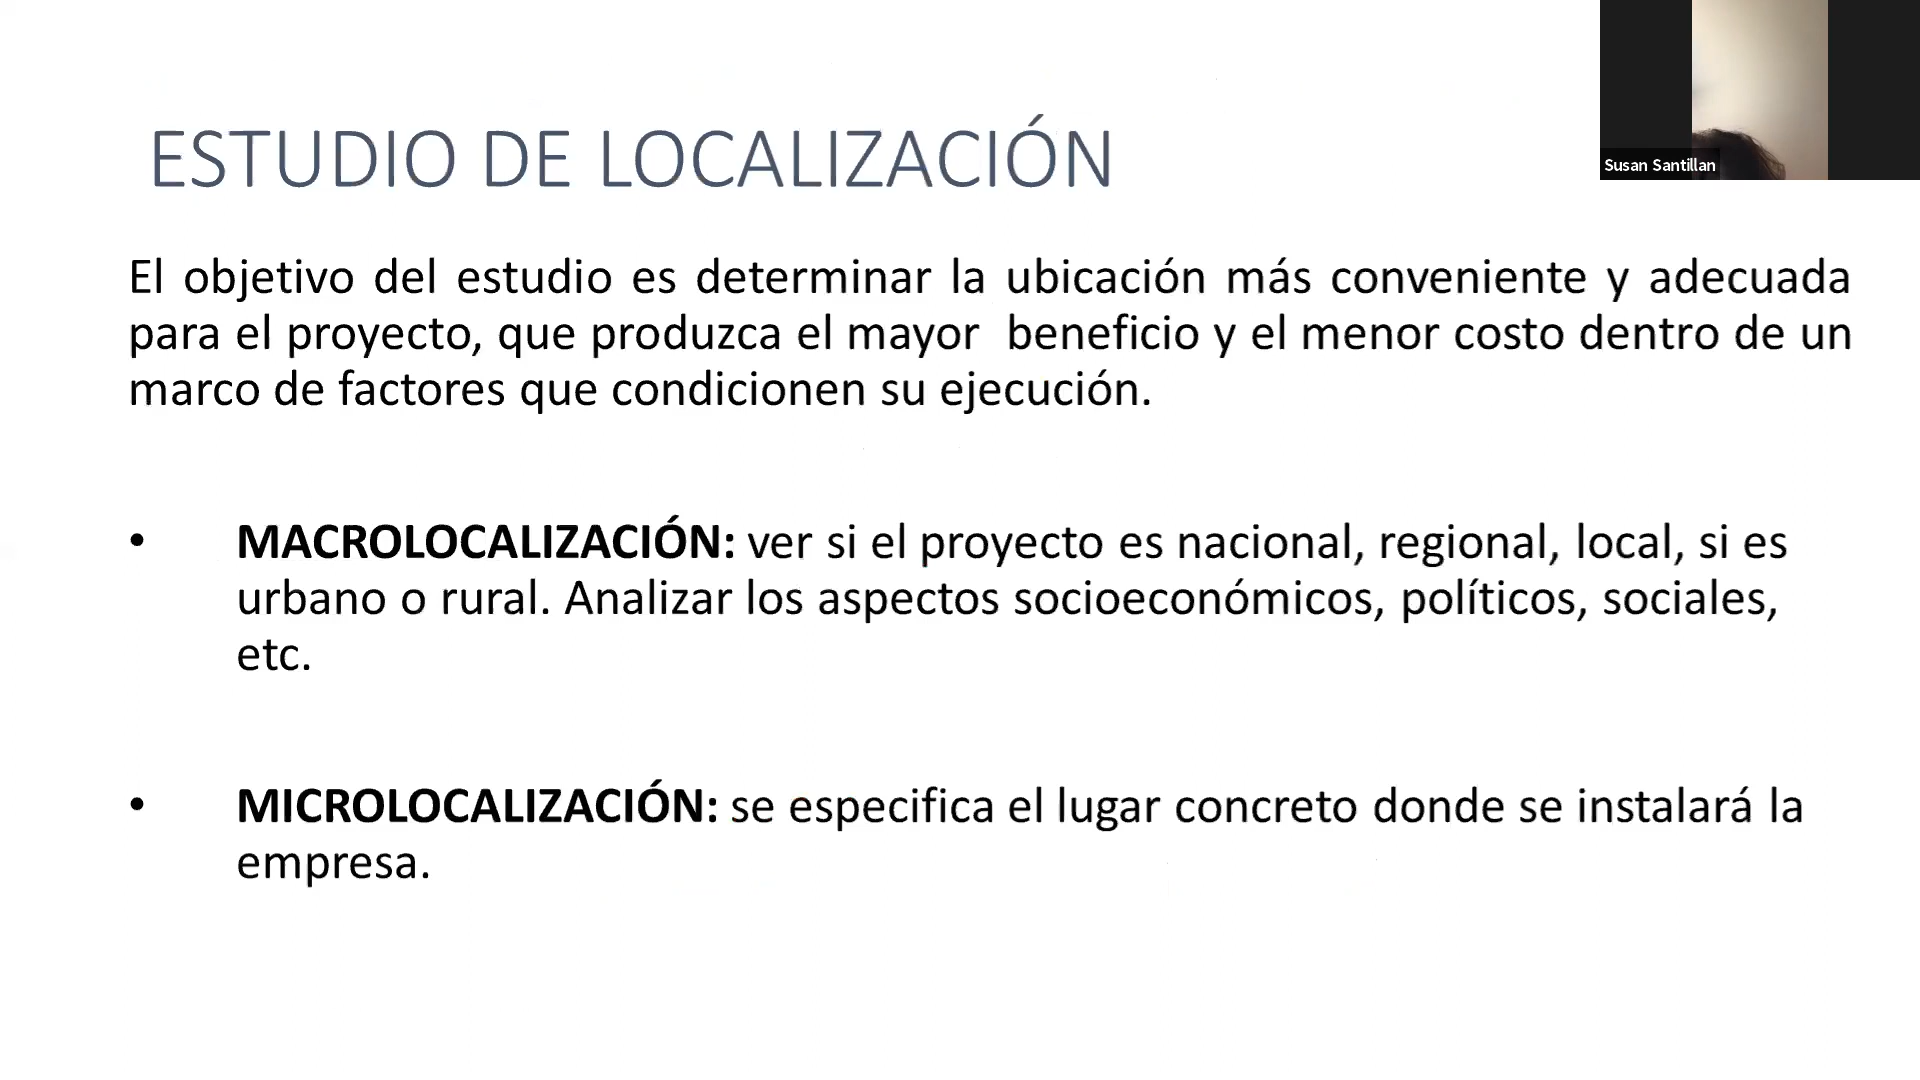 ESTUDIO DE LOCALIZACIÓN
Susan Santillan
El objetivo del estudio es determinar la ubicación más conveniente y adecuada
para el proyecto, que produzca el mayor  beneficio y el menor costo dentro de un
marco de factores que condicionen su ejecución.
• MACROLOCALIZACIÓN: ver si el proyecto es nacional, regional, local, si es
urbano o rural. Analizar los aspectos socioeconómicos, políticos, sociales,
etc.
• MICROLOCALIZACIÓN: se especifica el lugar concreto donde se instalará la
empresa.